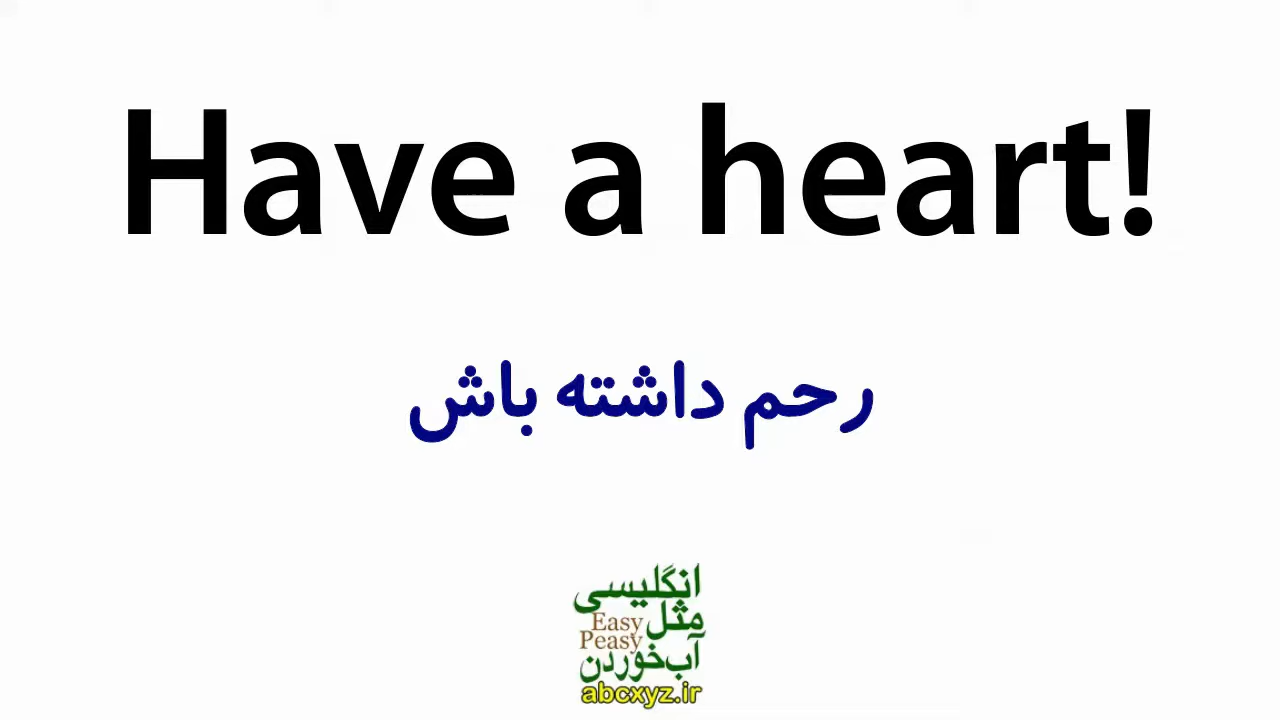 Have a heart!
رحم داشته باش
انگلیسی
مثل
Easy
Peasy
آب‌خوردن
abcxyz.ir